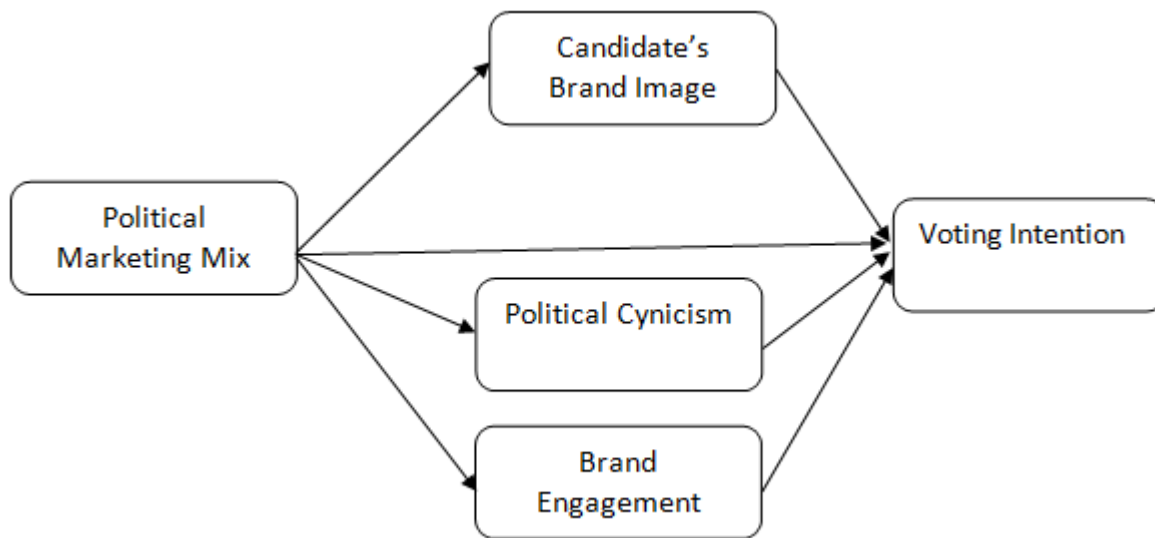 Candidate’s
Brand Image
Political
Marketing Mix
Voting Intention
Political Cynicism
Brand
Engagement